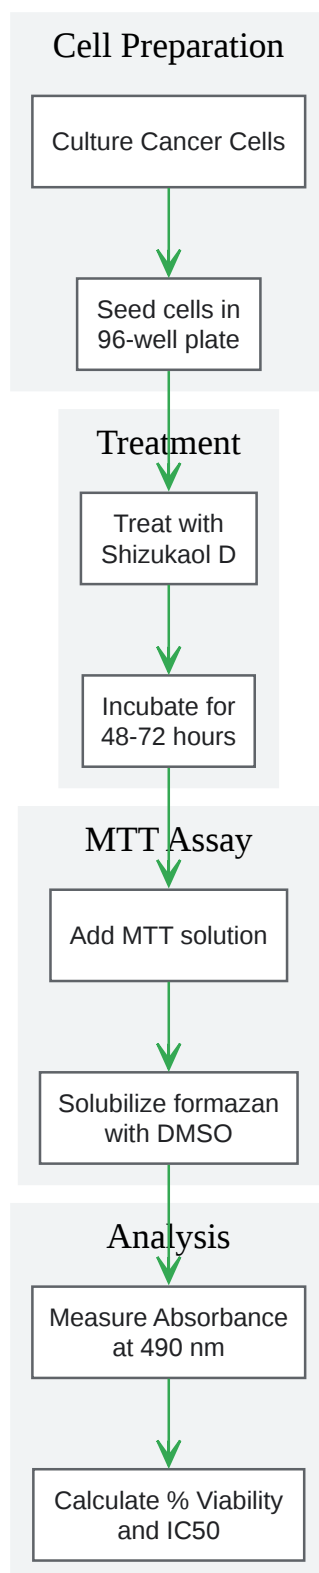 Cell Preparation
Culture Cancer Cells
Seed cells in
96-well plate
Treatment
Treat with
Shizukaol D
Incubate for
48-72 hours
MTT Assay
Add MTT solution
Solubilize formazan
with DMSO
Analysis
Measure Absorbance
at 490 nm
Calculate % Viability
and IC50